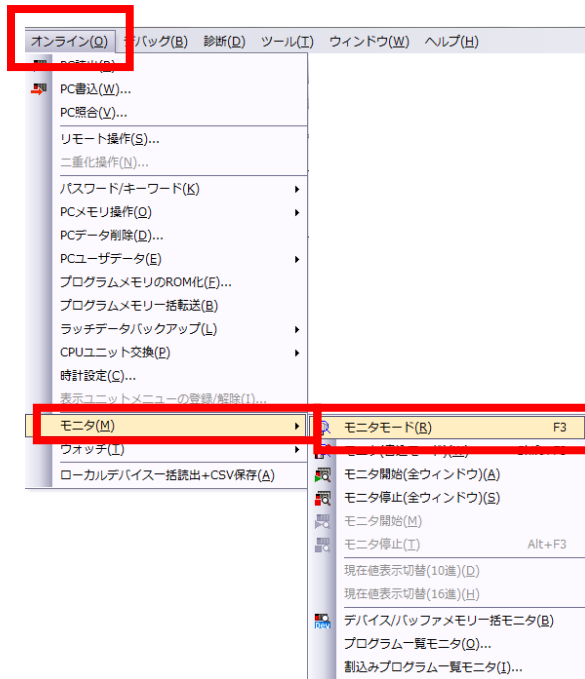 オンライン(O) デバッグ(B) 診断(D) ツール(T) ウィンドウ(W) ヘルプ(H)
PC読出(R)
PC書込(W)...
PC照合(V)...
リモート操作(S)...
二重化操作(N)...
パスワード/キーワード(K)
PCメモリ操作(O)
PCデータ削除(D)...
PCユーザデータ(E)
プログラムメモリのROM化(F)...
プログラムメモリー括転送(B)
ラッチデータバックアップ(L)
CPUユニット交換(P)
時計設定(C)...
表示ユニットメニューの登録/解除(I)...
モニタ(M)
ウォッチ(T)
ローカルデバイス一括読出+CSV保存(A)
モニタモード(R) F3
モニタ開始(全ウィンドウ)(A)
モニタ停止(全ウィンドウ)(S)
モニタ開始(M)
モニタ停止(T) Alt+F3
現在値表示切替(10進)(D)
現在値表示切替(16進)(H)
デバイス/バッファメモリ一括モニタ(B)
プログラム一覧モニタ(O)...
割込みプログラム一覧モニタ(I)...